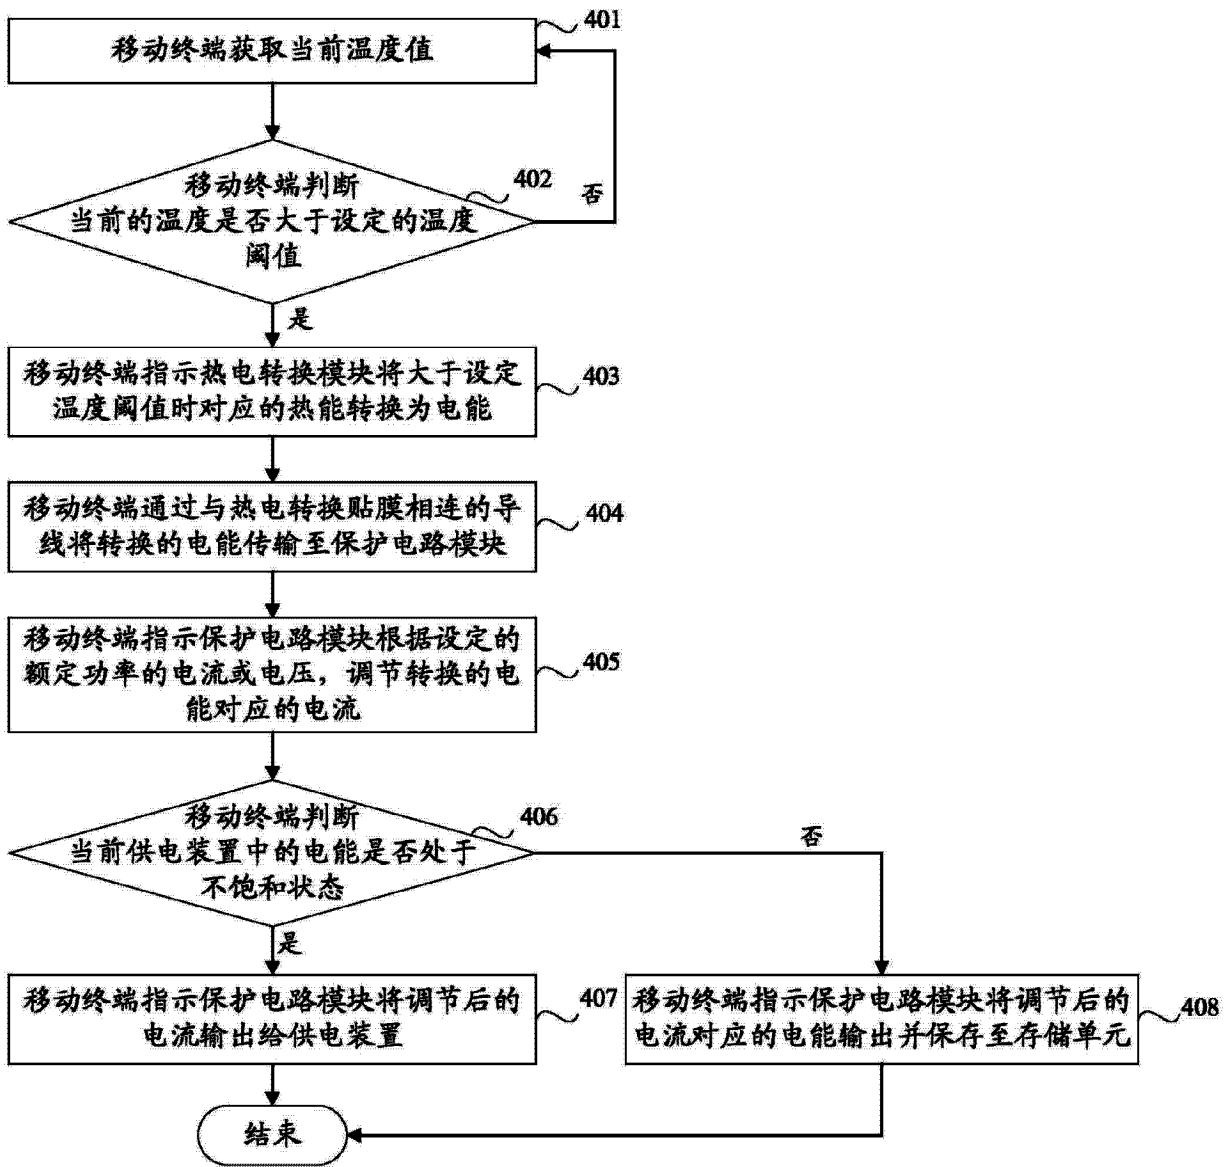 401
移动终端获取当前温度值
移动终端判断
402
否
当前的温度是否大于设定的温度
阈值
是
移动终端指示热电转换模块将大于设定
403
温度阈值时对应的热能转换为电能
移动终端通过与热电转换贴膜相连的导
404
线将转换的电能传输至保护电路模块
移动终端指示保护电路模块根据设定的
405
额定功率的电流或电压，调节转换的电
能对应的电流
移动终端判断
406
否
当前供电装置中的电能是否处于
不饱和状态
是
移动终端指示保护电路模块将调节后的
407
电流输出给供电装置
移动终端指示保护电路模块将调节后的
408
电流对应的电能输出并保存至存储单元
结束